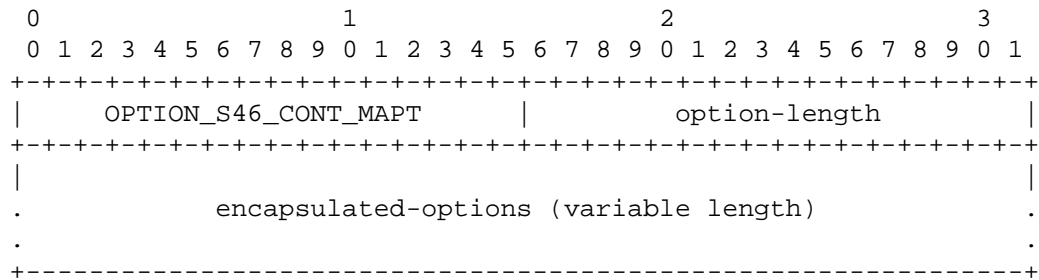 0                   1                   2                   3
 0 1 2 3 4 5 6 7 8 9 0 1 2 3 4 5 6 7 8 9 0 1 2 3 4 5 6 7 8 9 0 1
+-+-+-+-+-+-+-+-+-+-+-+-+-+-+-+-+-+-+-+-+-+-+-+-+-+-+-+-+-+-+-+-+
|      OPTION_S46_CONT_MAPT     |         option-length         |
+-+-+-+-+-+-+-+-+-+-+-+-+-+-+-+-+-+-+-+-+-+-+-+-+-+-+-+-+-+-+-+-+
|                                                               |
.            encapsulated-options (variable length)             .
.                                                               .
+---------------------------------------------------------------+